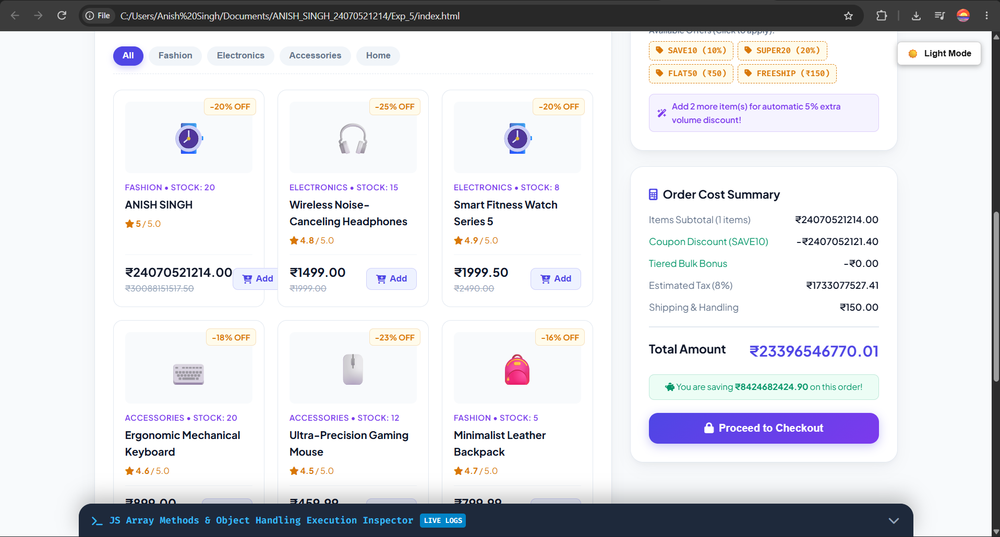 File
C:/Users/Anish%20Singh/Documents/ANISH_SINGH_24070521214/Exp_5/index.html
All
Fashion
Electronics
Accessories
Home
-20% OFF
FASHION • STOCK: 20
ANISH SINGH
5 / 5.0
₹24070521214.00
₹30088151517.50
Add
-25% OFF
ELECTRONICS • STOCK: 15
Wireless Noise-
Canceling Headphones
4.8 / 5.0
₹1499.00
₹1999.00
Add
-20% OFF
ELECTRONICS • STOCK: 8
Smart Fitness Watch
Series 5
4.9 / 5.0
₹1999.50
₹2490.00
Add
-18% OFF
ACCESSORIES • STOCK: 20
Ergonomic Mechanical
Keyboard
4.6 / 5.0
₹899.00
-23% OFF
ACCESSORIES • STOCK: 12
Ultra-Precision Gaming
Mouse
4.5 / 5.0
₹459.99
-16% OFF
FASHION • STOCK: 5
Minimalist Leather
Backpack
4.7 / 5.0
₹799.99
Available Offers (Click to apply):
SAVE10 (10%)
SUPER20 (20%)
FLAT50 (₹50)
FREESHIP (₹150)
Add 2 more item(s) for automatic 5% extra
volume discount!
Light Mode
Order Cost Summary
Items Subtotal (1 items) ₹24070521214.00
Coupon Discount (SAVE10) -₹2407052121.40
Tiered Bulk Bonus -₹0.00
Estimated Tax (8%) ₹1733077527.41
Shipping & Handling ₹150.00
Total Amount ₹23396546770.01
You are saving ₹8424682424.90 on this order!
Proceed to Checkout
JS Array Methods & Object Handling Execution Inspector LIVE LOGS